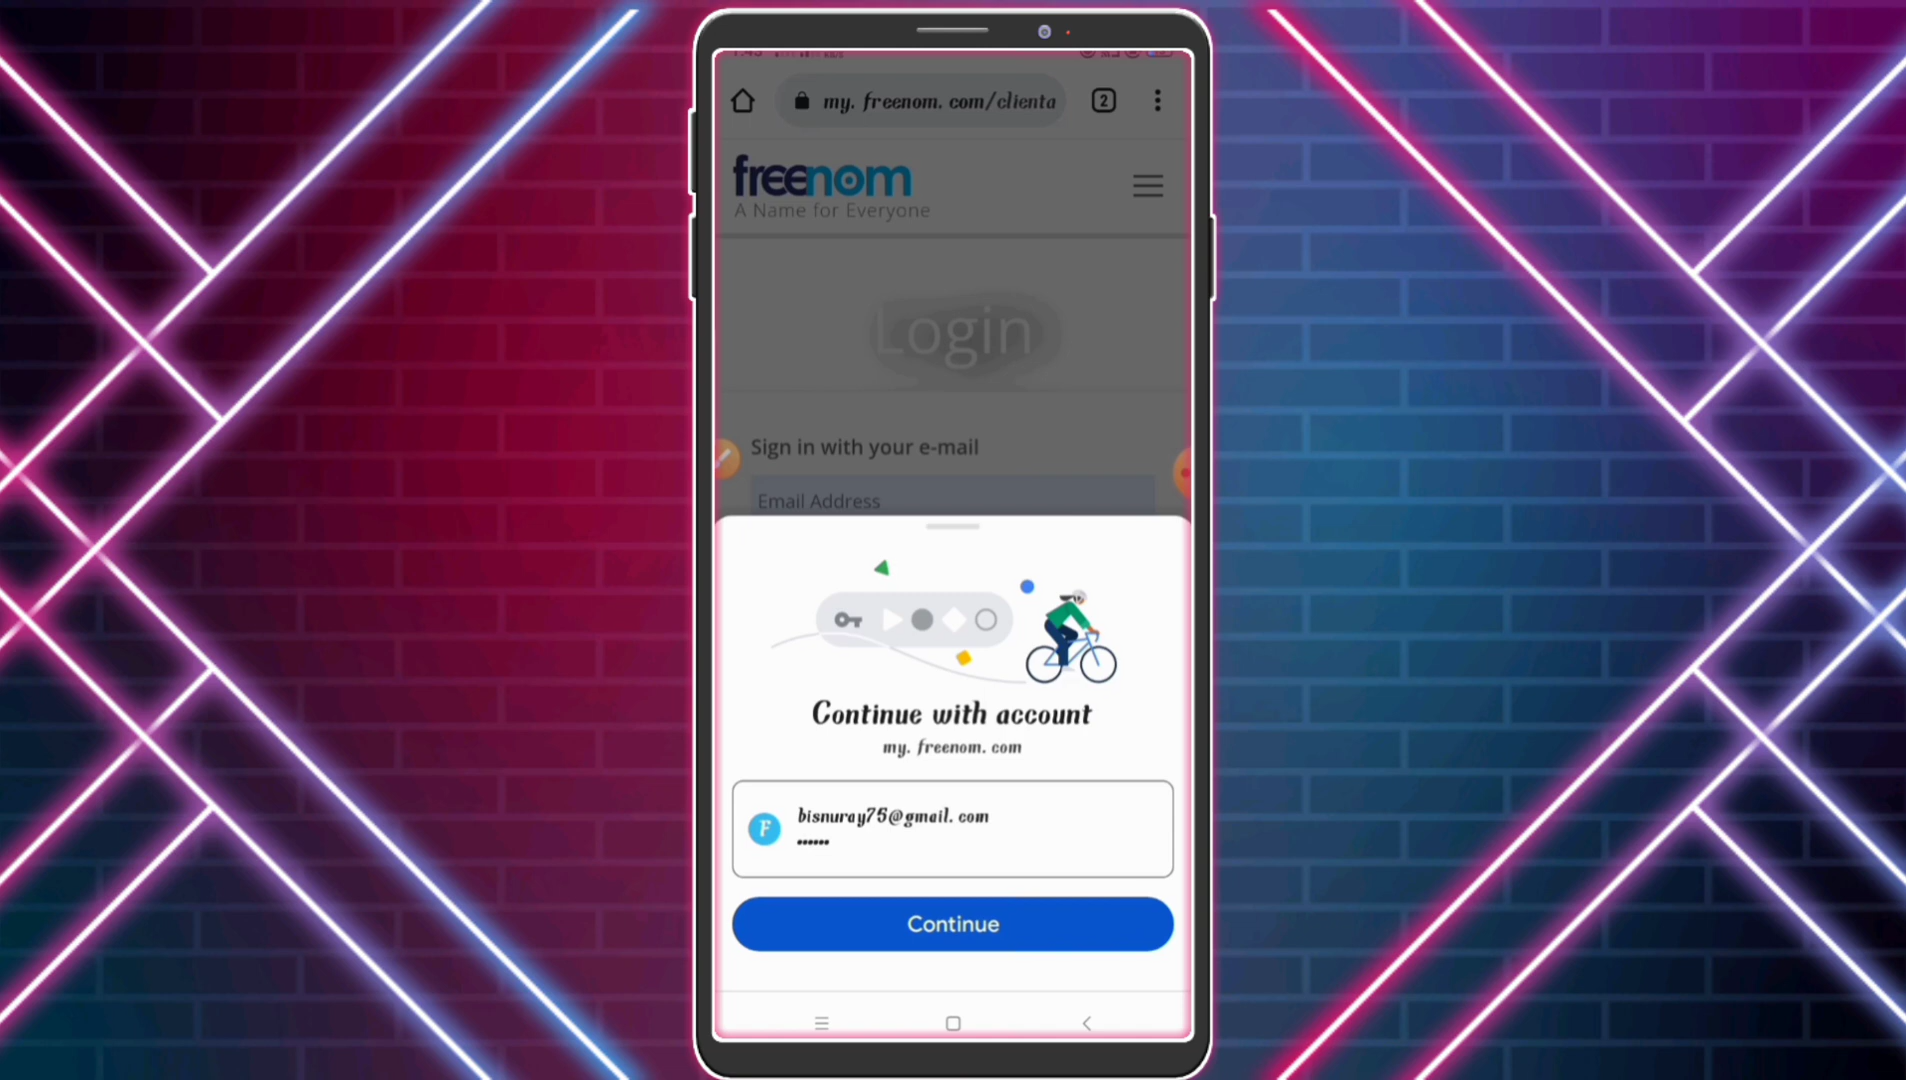 my. freenom. com/clienta
2
freenom
A Name for Everyone
Login
Sign in with your e-mail
Email Address
Continue with account
my. freenom. com
F
bisnuray75@gmail. com
••••••
Continue